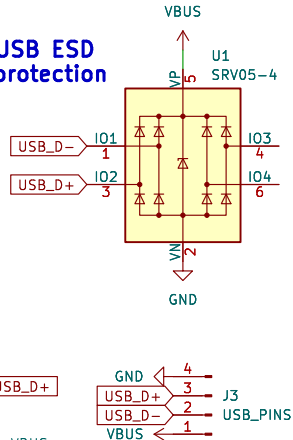 VBUS
USB ESD
protection
U1
SRV05-4
VP
5
IO1
IO3
USB_D-
1
4
IO2
IO4
USB_D+
3
6
VN
2
GND
GND
4
USB_D+
USB_D+
3
J3
USB_D-
2
USB_PINS
VBUS
VBUS
1